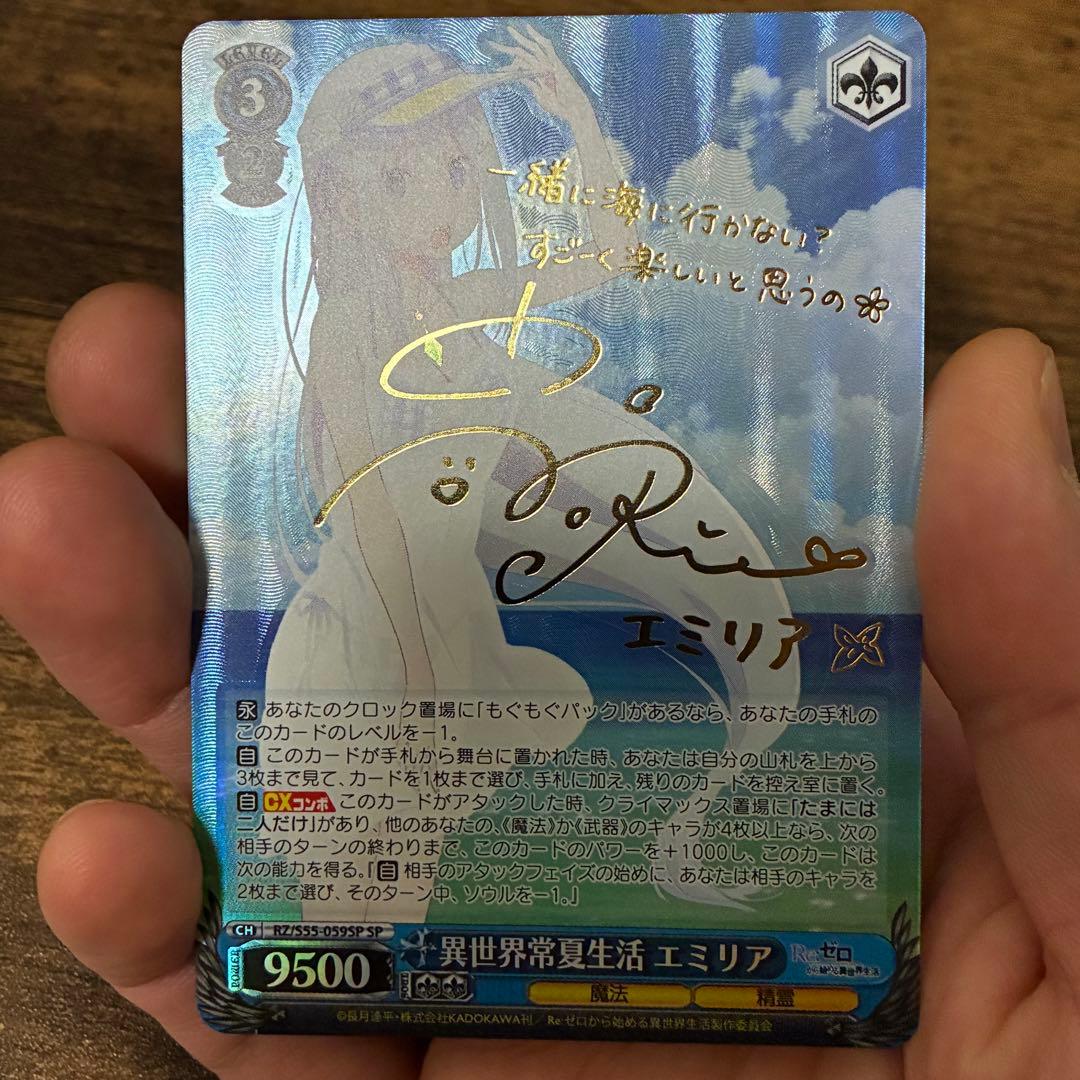 LEVEL
3
2
一緒に海に行かない?
すごーく楽しいと思うの
Rie
エミリア
永 あなたのクロック置場に「もぐもぐパック」があるなら、あなたの手札の
このカードのレベルを－1。
自 このカードが手札から舞台に置かれた時、あなたは自分の山札を上から
3枚まで見て、カードを1枚まで選び、手札に加え、残りのカードを控え室に置く。
自 CXコンボ このカードがアタックした時、クライマックス置場に「たまには
二人だけ」があり、他のあなたの、《魔法》か《武器》のキャラが4枚以上なら、次の
相手のターンの終わりまで、このカードのパワーを＋1000し、このカードは
次の能力を得る。『自 相手のアタックフェイズの始めに、あなたは相手のキャラを
2枚まで選び、そのターン中、ソウルを－1。』
CH RZ/S55-059SP SP
POWER 9500
異世界常夏生活 エミリア
Re:ゼロ
から始める異世界生活
魔法 精霊
©長月達平・株式会社KADOKAWA刊／Re:ゼロから始める異世界生活製作委員会